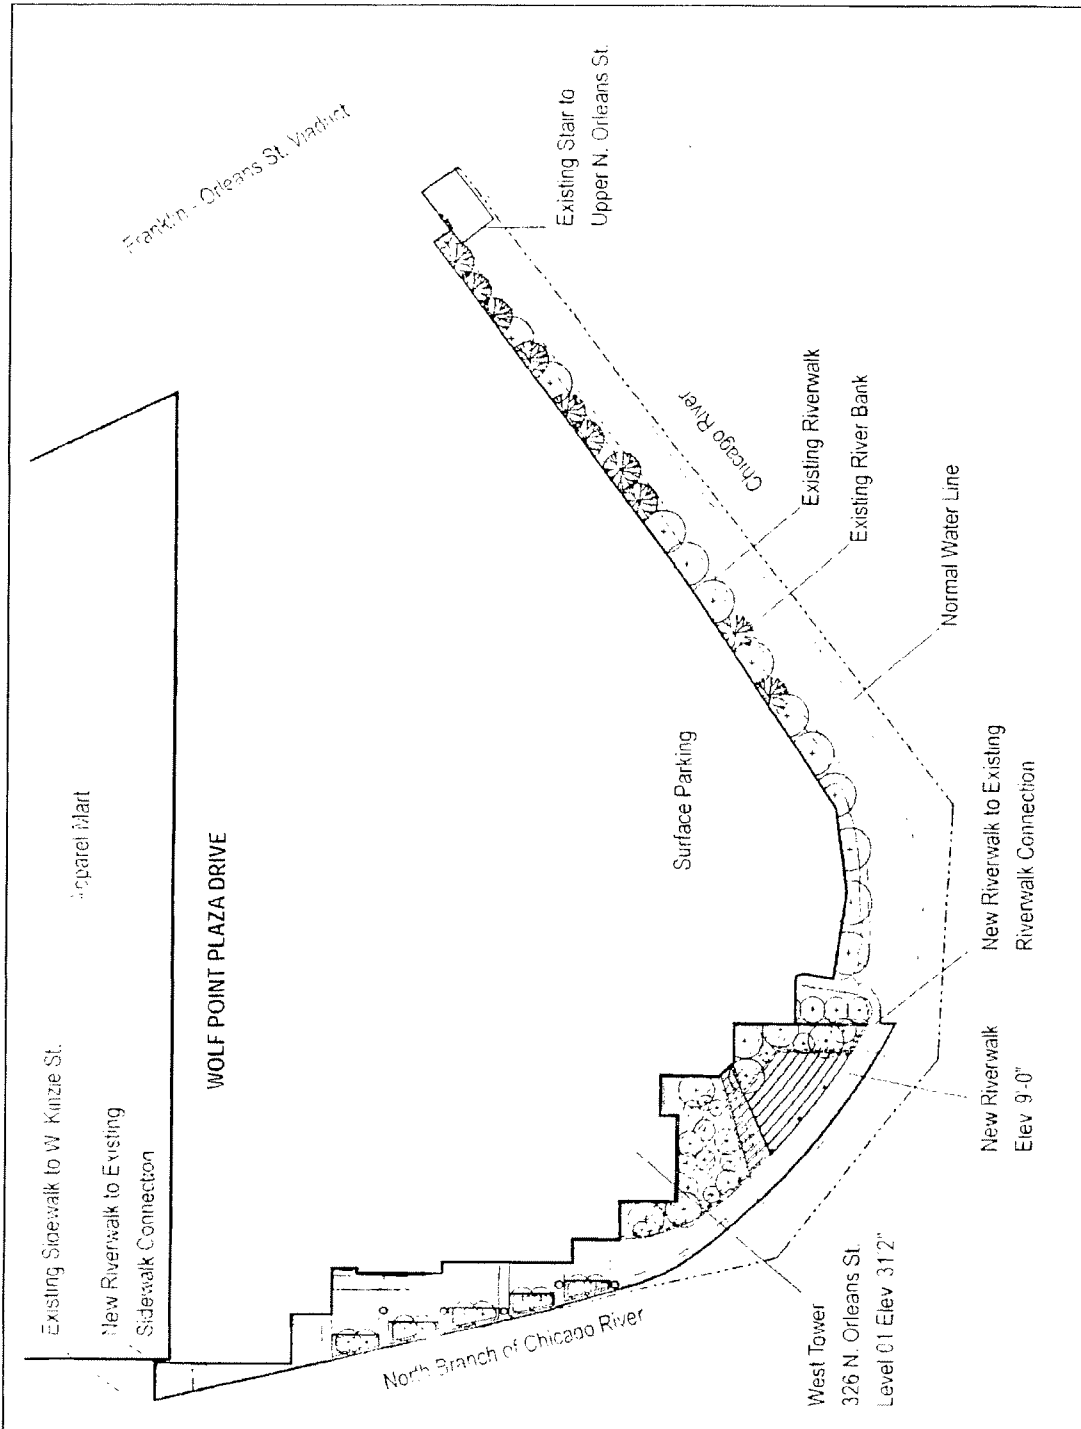 Existing Sidewalk to W Kinzie St.
New Riverwalk to Existing
Sidewalk Connection
Apparel Mart
WOLF POINT PLAZA DRIVE
Franklin - Orleans St. Viaduct
Existing Stair to
Upper N. Orleans St.
Chicago River
Existing Riverwalk
Existing River Bank
Normal Water Line
Surface Parking
New Riverwalk to Existing
Riverwalk Connection
New Riverwalk
Elev 9'-0"
North Branch of Chicago River
West Tower
326 N. Orleans St.
Level 01 Elev 31'2"